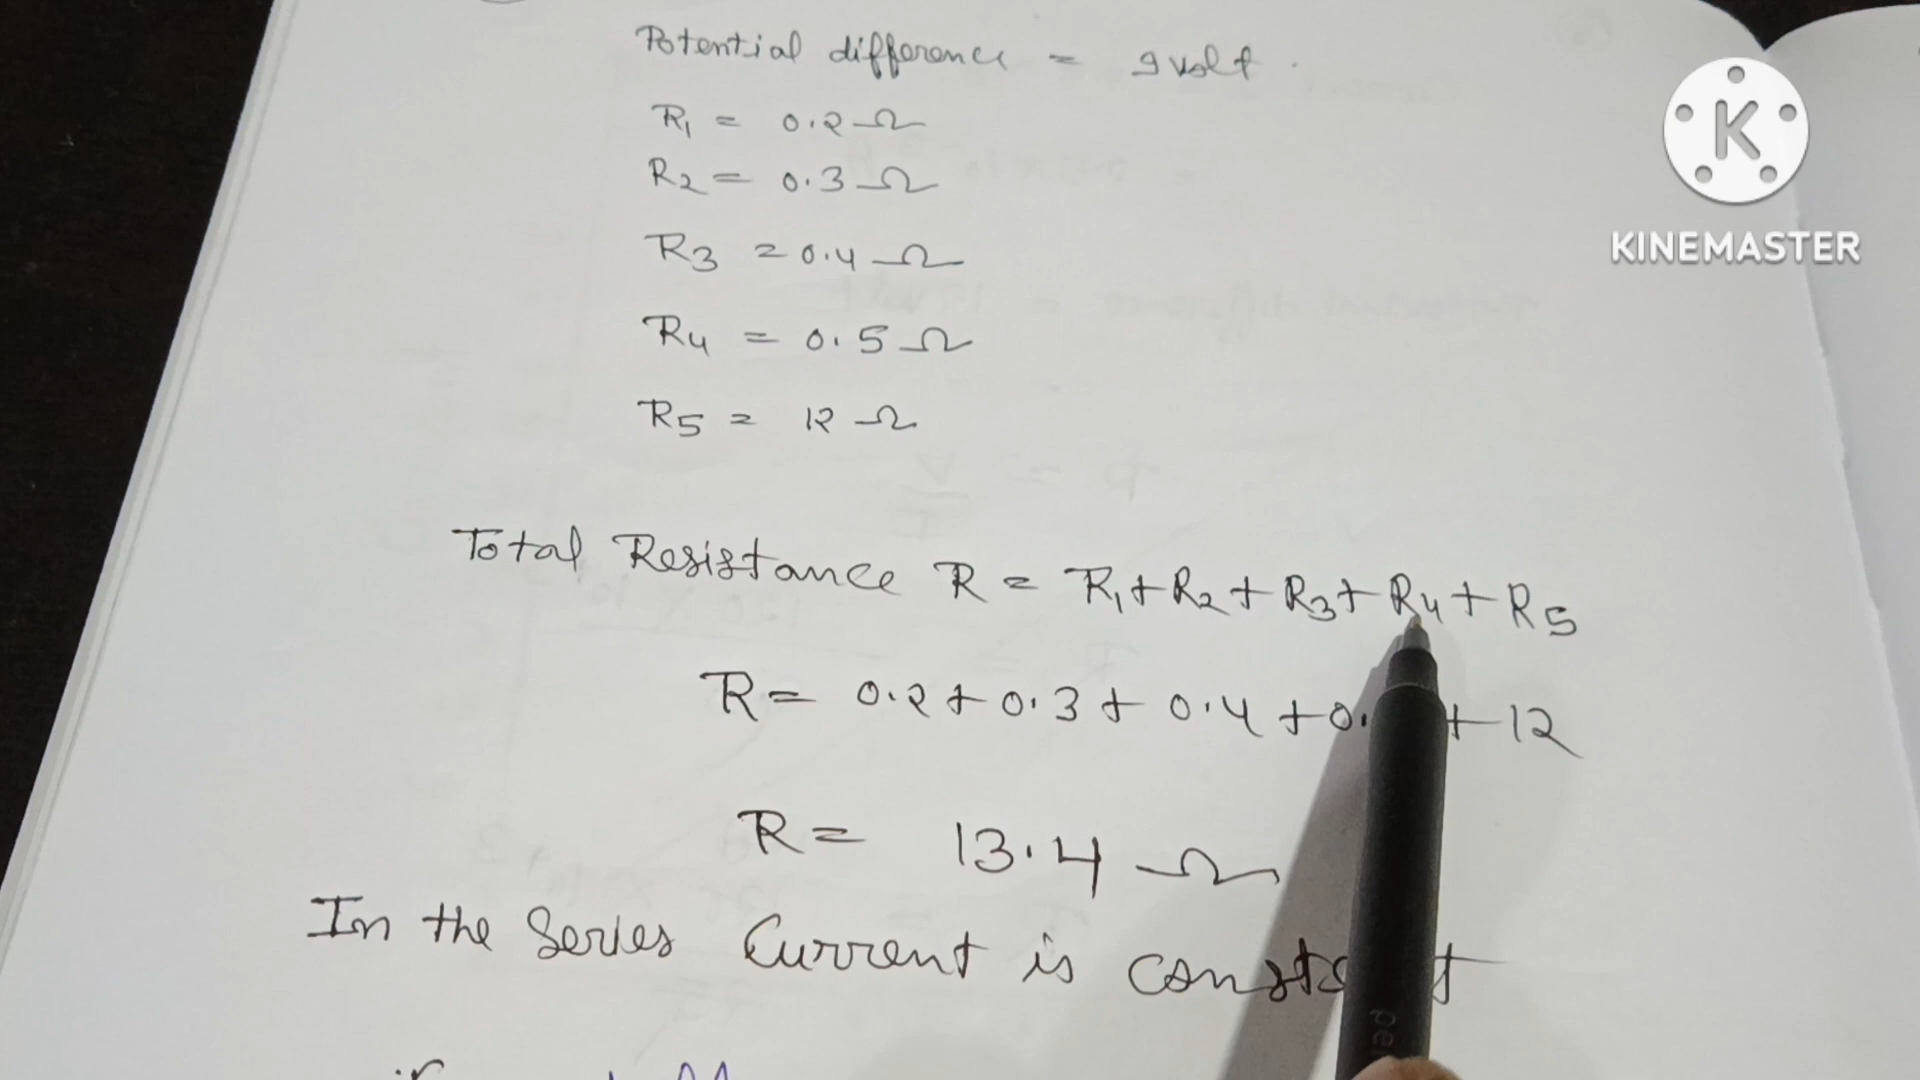 Potential difference = 9 volt.
R1 = 0.2 Ω
R2 = 0.3 Ω
R3 = 0.4 Ω
R4 = 0.5 Ω
R5 = 12 Ω
Total Resistance R = R1 + R2 + R3 + R4 + R5
R = 0.2 + 0.3 + 0.4 + 0. + 12
R = 13.4 Ω
In the Series Current is
K
KINEMASTER